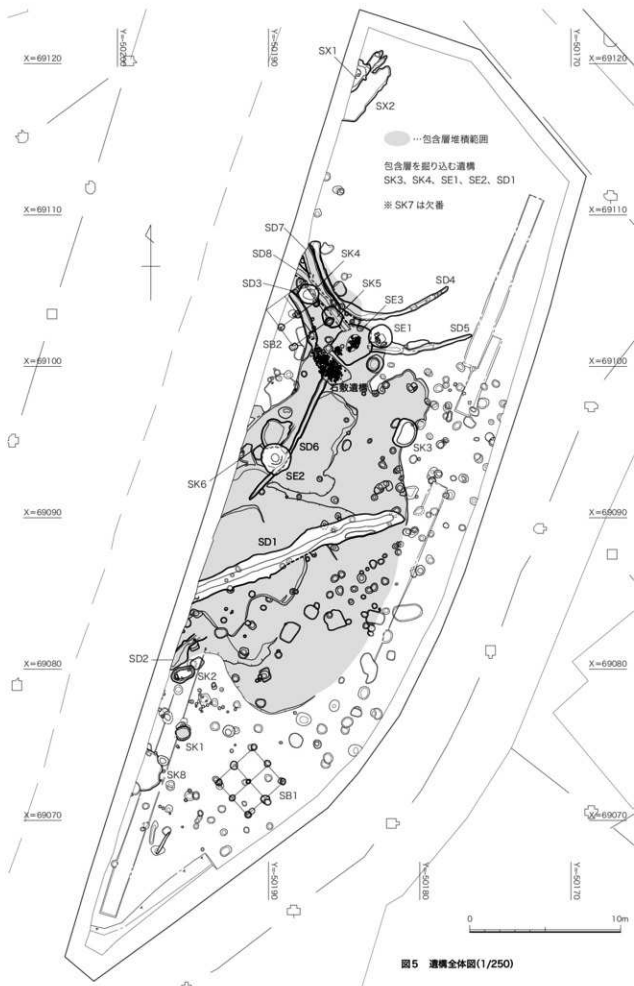 Y=-50200
Y=-50190
Y=-50170
X=69120
X=69120
SX1
SX2
…包含層堆積範囲
包含層を掘り込む遺構
SK3、SK4、SE1、SE2、SD1
※ SK7 は欠番
X=69110
X=69110
SD7
SD8
SK4
SD3
SK5
SD4
SE3
SE1
SD5
SB2
X=69100
X=69100
石敷遺構
SK3
SD6
SK6
SE2
X=69090
X=69090
SD1
X=69080
X=69080
SD2
SK2
SK1
SK8
SB1
X=69070
X=69070
Y=-50190
Y=-50180
Y=-50170
0
10m
図5 遺構全体図(1/250)